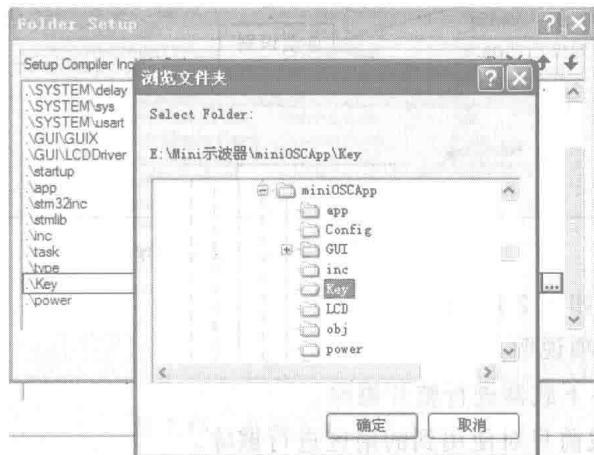 Folder Setup
Setup Compiler Inc
浏览文件夹
.\SYSTEM\delay
.\SYSTEM\sys
.\SYSTEM\usart
.\GUI\GUIX
.\GUI\LCDDriver
.\startup
.\app
.\stm32inc
.\stmlib
.\inc
.\task
.\type
.\Key
.\power
Select Folder:
E:\Mini示波器\miniOSCApp\Key
miniOSCApp
app
Config
GUI
inc
Key
LCD
obj
power
...
确定
取消